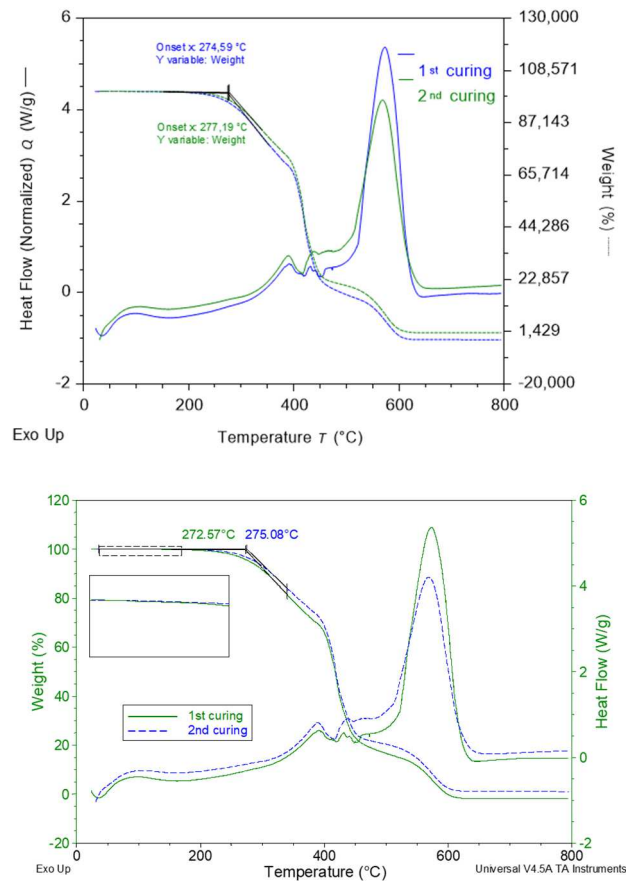 6
130,000
Onset x: 274,59 °C
Y variable: Weight
1st curing
2nd curing
108,571
4
87,143
Onset x: 277,19 °C
Y variable: Weight
65,714
2
44,286
22,857
0
1,429
-2
-20,000
Heat Flow (Normalized) Q (W/g)
Weight (%)
0
200
400
600
800
Exo Up
Temperature T (°C)
120
6
272.57°C
275.08°C
100
80
4
60
40
2
1st curing
2nd curing
20
0
0
-20
-2
Weight (%)
Heat Flow (W/g)
0
200
400
600
800
Exo Up
Temperature (°C)
Universal V4.5A TA Instruments